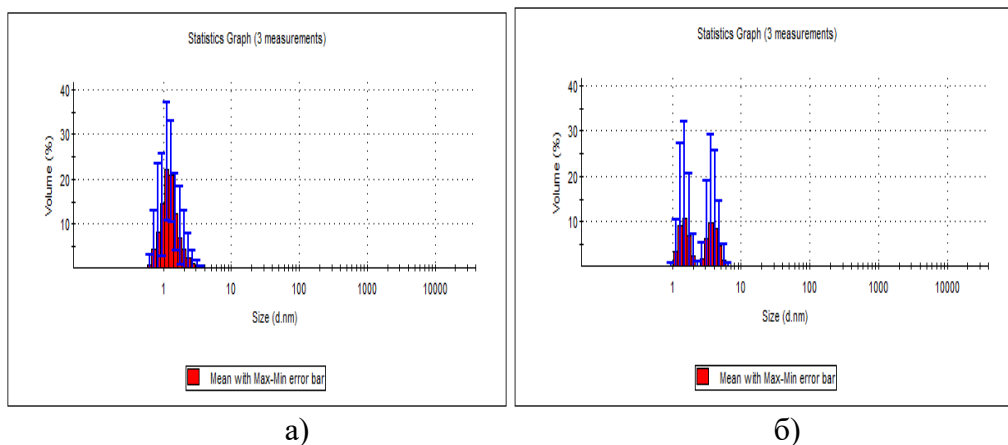 Statistics Graph (3 measurements)
40
30
20
10
Volume (%)
1 10 100 1000 10000
Size (d.nm)
Mean with Max-Min error bar
а)
Statistics Graph (3 measurements)
40
30
20
10
Volume (%)
1 10 100 1000 10000
Size (d.nm)
Mean with Max-Min error bar
б)